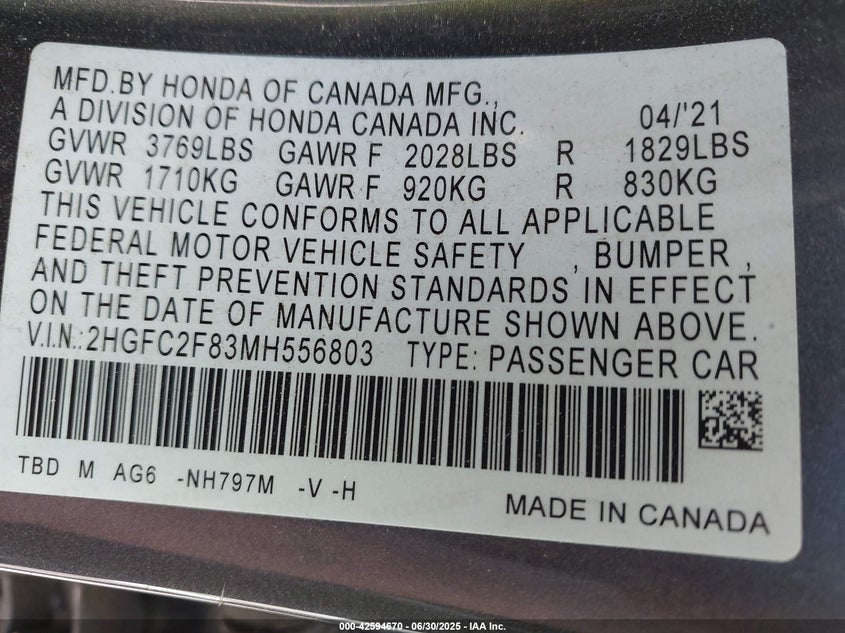 MFD.BY HONDA OF CANADA MFG.,
A DIVISION OF HONDA CANADA INC. 04/'21
GVWR 3769LBS GAWR F 2028LBS R 1829LBS
GVWR 1710KG GAWR F 920KG R 830KG
THIS VEHICLE CONFORMS TO ALL APPLICABLE
FEDERAL MOTOR VEHICLE SAFETY , BUMPER ,
AND THEFT PREVENTION STANDARDS IN EFFECT
ON THE DATE OF MANUFACTURE SHOWN ABOVE.
V.I.N.:2HGFC2F83MH556803 TYPE: PASSENGER CAR
TBD M AG6 -NH797M -V -H
MADE IN CANADA
000-42594670 - 06/30/2025 - IAA Inc.